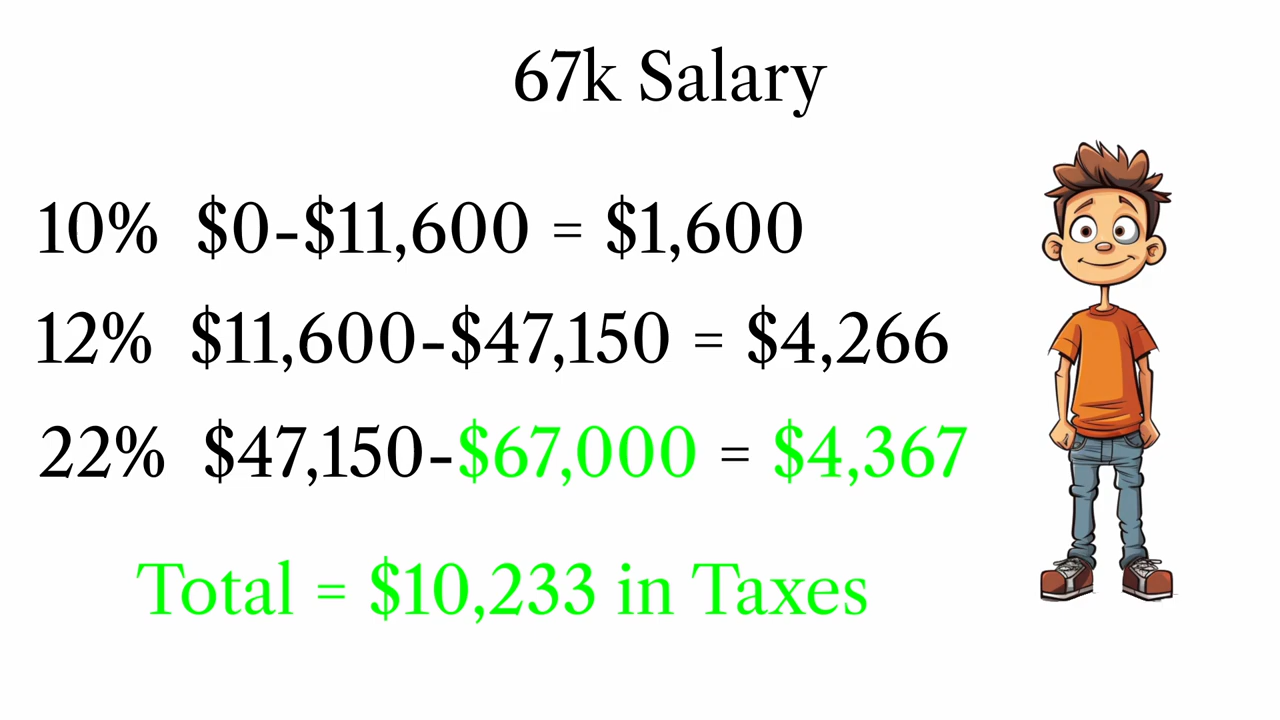 67k Salary
10% $0-$11,600 = $1,600
12% $11,600-$47,150 = $4,266
22% $47,150-$67,000 = $4,367
Total = $10,233 in Taxes